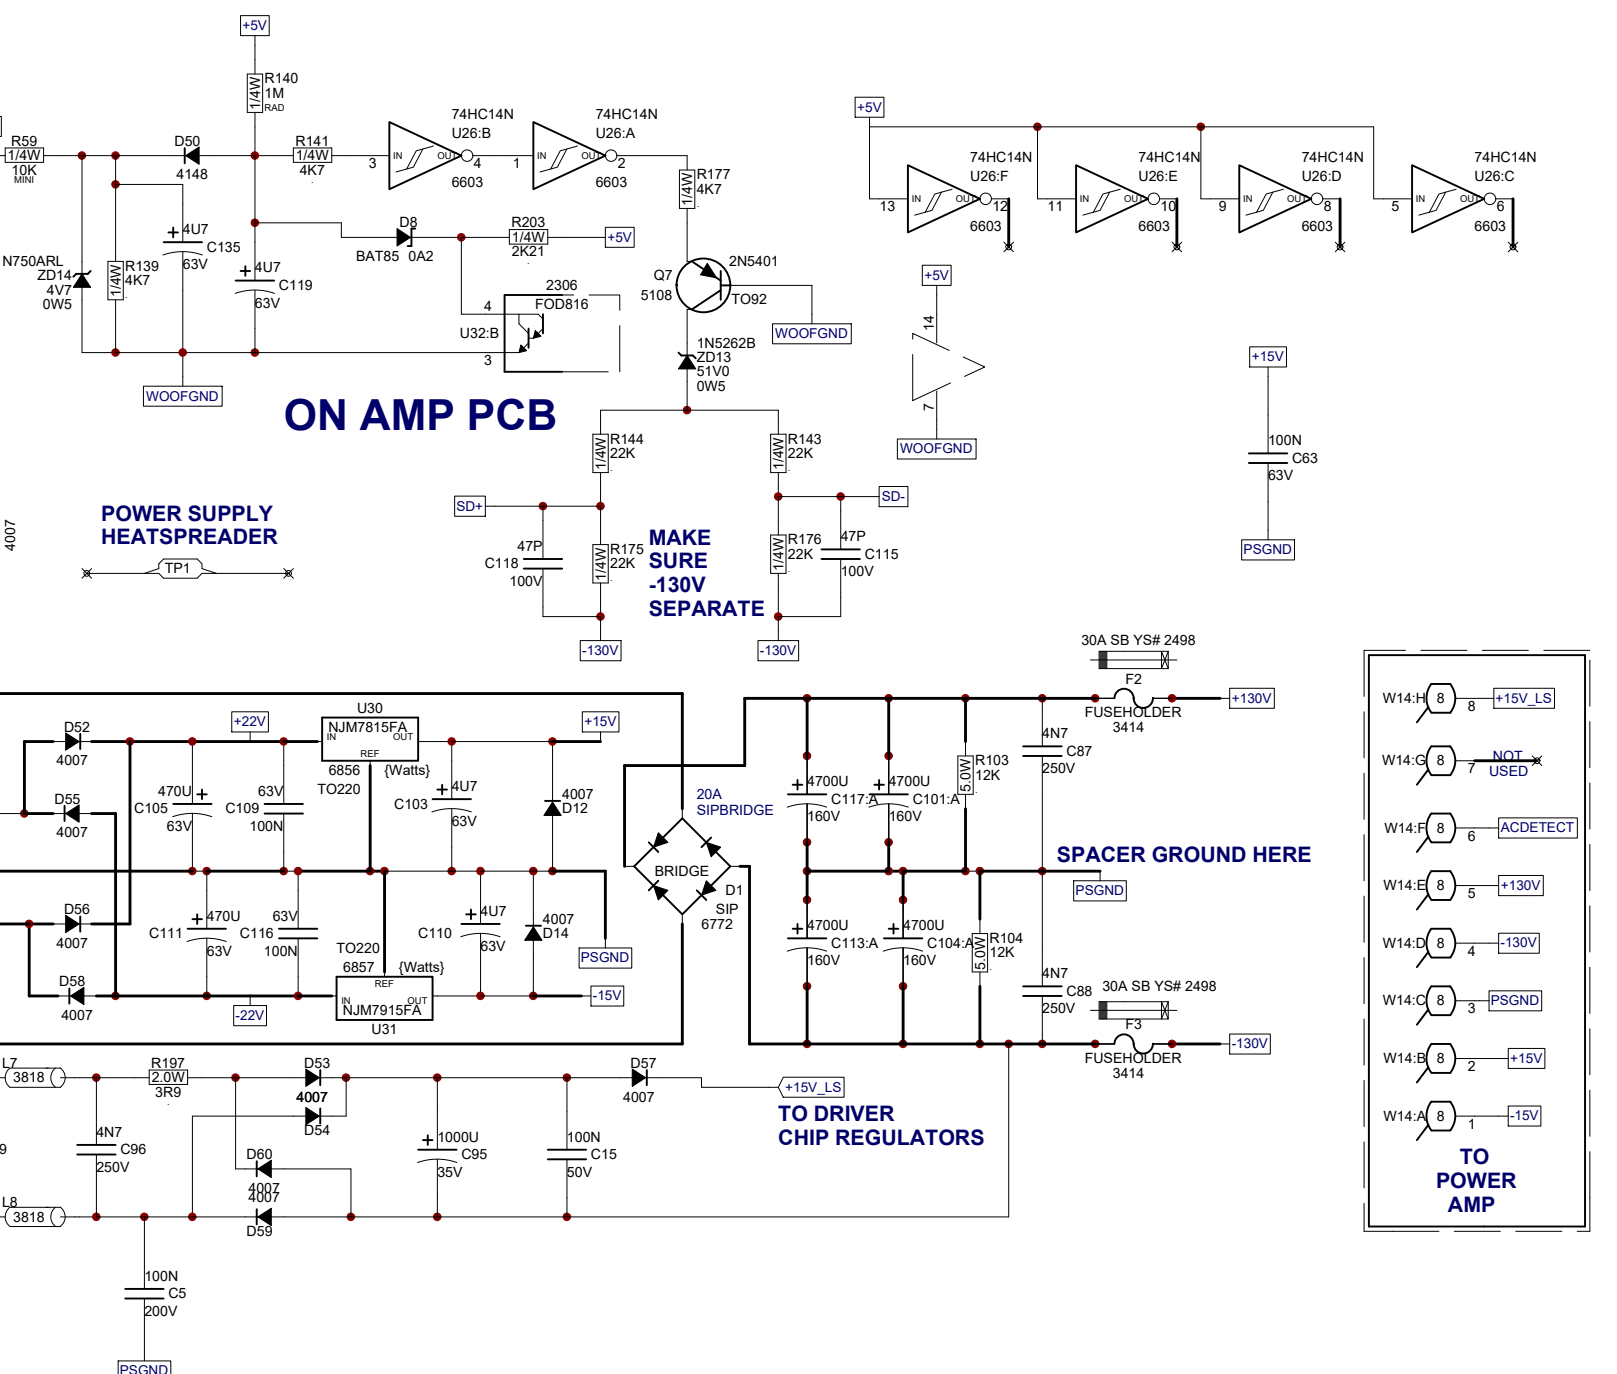 +5V
R140
1M
RAD
1/4W
R59
1/4W
10K
MINI
D50
4148
R141
1/4W
4K7
74HC14N
U26:B
3
IN
OUT
4
6603
74HC14N
U26:A
1
IN
OUT
2
6603
R177
4K7
1/4W
+5V
74HC14N
U26:F
13
IN
OUT
12
6603
74HC14N
U26:E
11
IN
OUT
10
6603
74HC14N
U26:D
9
IN
OUT
8
6603
74HC14N
U26:C
5
IN
OUT
6
6603
N750ARL
ZD14
4V7
0W5
R139
4K7
1/4W
4U7
C135
63V
4U7
C119
63V
D8
BAT85 0A2
R203
1/4W
2K21
+5V
2306
FOD816
4
U32:B
3
Q7
5108
2N5401
TO92
WOOFGND
1N5262B
ZD13
51V0
0W5
+5V
14
7
WOOFGND
+15V
100N
C63
63V
PSGND
WOOFGND
ON AMP PCB
R144
22K
1/4W
R143
22K
1/4W
SD+
SD-
47P
C118
100V
R175
22K
1/4W
R176
22K
1/4W
47P
C115
100V
-130V
-130V
MAKE
SURE
-130V
SEPARATE
4007
POWER SUPPLY
HEATSPREADER
TP1
30A SB YS# 2498
F2
FUSEHOLDER
3414
+130V
D52
4007
D55
4007
D56
4007
D58
4007
+22V
U30
NJM7815FA
IN
OUT
REF
6856
{Watts}
TO220
+15V
470U
C105
63V
63V
C109
100N
4U7
C103
63V
4007
D12
470U
C111
63V
63V
C116
100N
TO220
6857
{Watts}
REF
IN
OUT
NJM7915FA
U31
4U7
C110
63V
4007
D14
PSGND
-15V
-22V
20A
SIPBRIDGE
BRIDGE
D1
SIP
6772
4700U
C117:A
160V
4700U
C101:A
160V
R103
12K
5.0W
4N7
C87
250V
SPACER GROUND HERE
PSGND
4700U
C113:A
160V
4700U
C104:A
160V
R104
12K
5.0W
4N7
C88
250V
30A SB YS# 2498
F3
FUSEHOLDER
3414
-130V
L7
3818
R197
2.0W
3R9
D53
4007
4007
D54
D57
4007
+15V_LS
TO DRIVER
CHIP REGULATORS
9
4N7
C96
250V
1000U
C95
35V
100N
C15
50V
D60
4007
4007
D59
L8
3818
100N
C5
200V
PSGND
W14:H 8 8 +15V_LS
W14:G 8 7 NOT
USED
W14:F 8 6 ACDETECT
W14:E 8 5 +130V
W14:D 8 4 -130V
W14:C 8 3 PSGND
W14:B 8 2 +15V
W14:A 8 1 -15V
TO
POWER
AMP